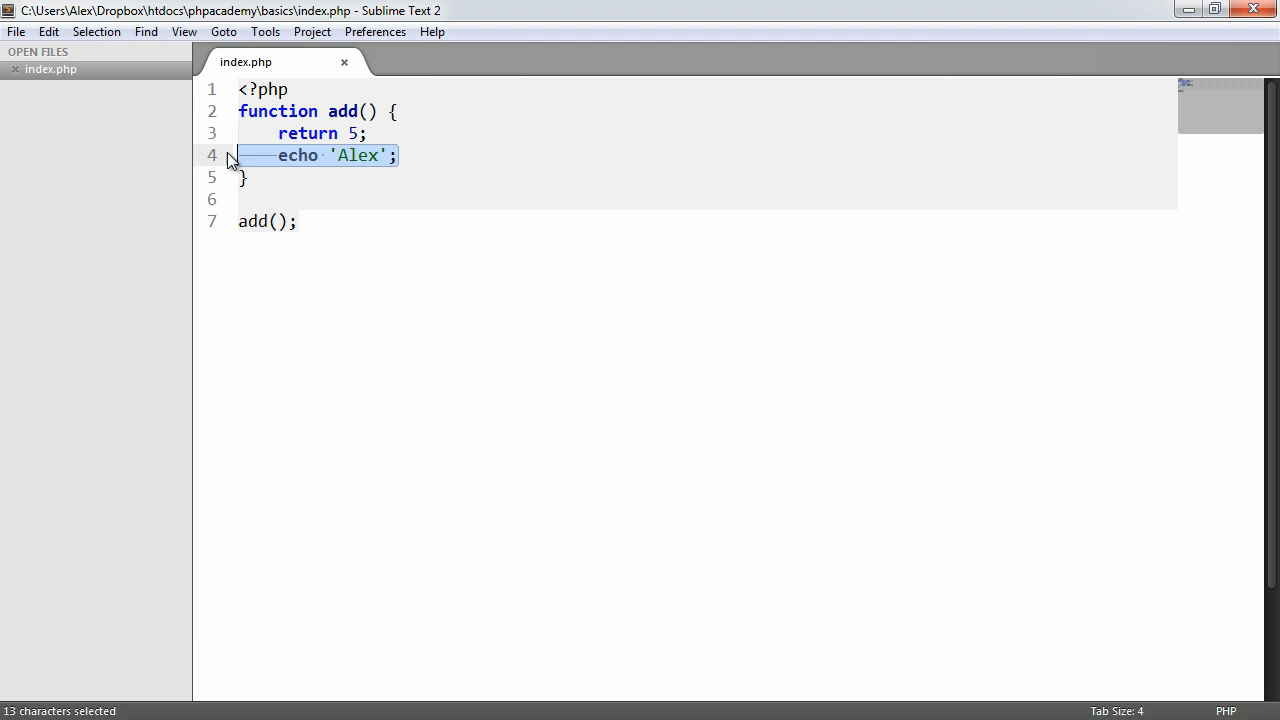 C:\Users\Alex\Dropbox\htdocs\phpacademy\basics\index.php - Sublime Text 2
File Edit Selection Find View Goto Tools Project Preferences Help
OPEN FILES
index.php
index.php
1 <?php
2 function add() {
3     return 5;
4     echo 'Alex';
5 }
6
7 add();
13 characters selected
Tab Size: 4
PHP